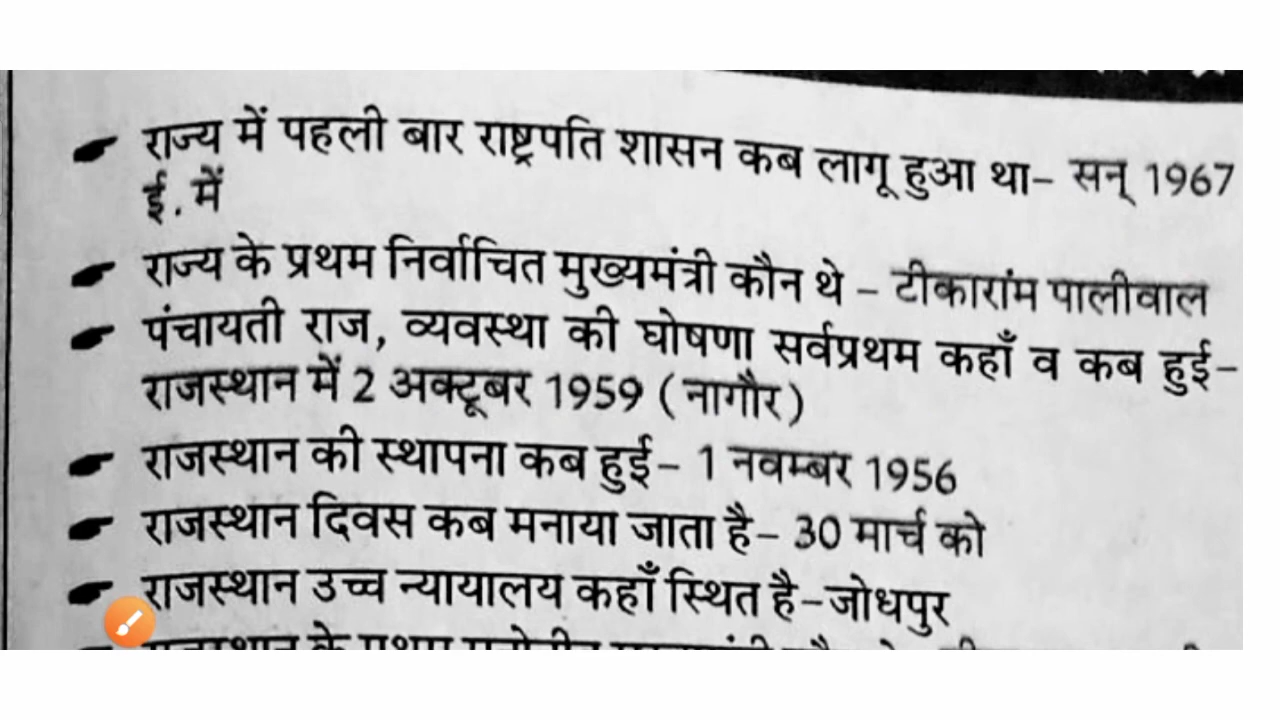 राज्य में पहली बार राष्ट्रपति शासन कब लागू हुआ था– सन् 1967
ई. में
राज्य के प्रथम निर्वाचित मुख्यमंत्री कौन थे – टीकारांम पालीवाल
पंचायती राज, व्यवस्था की घोषणा सर्वप्रथम कहाँ व कब हुई–
राजस्थान में 2 अक्टूबर 1959 (नागौर)
राजस्थान की स्थापना कब हुई– 1 नवम्बर 1956
राजस्थान दिवस कब मनाया जाता है– 30 मार्च को
राजस्थान उच्च न्यायालय कहाँ स्थित है–जोधपुर